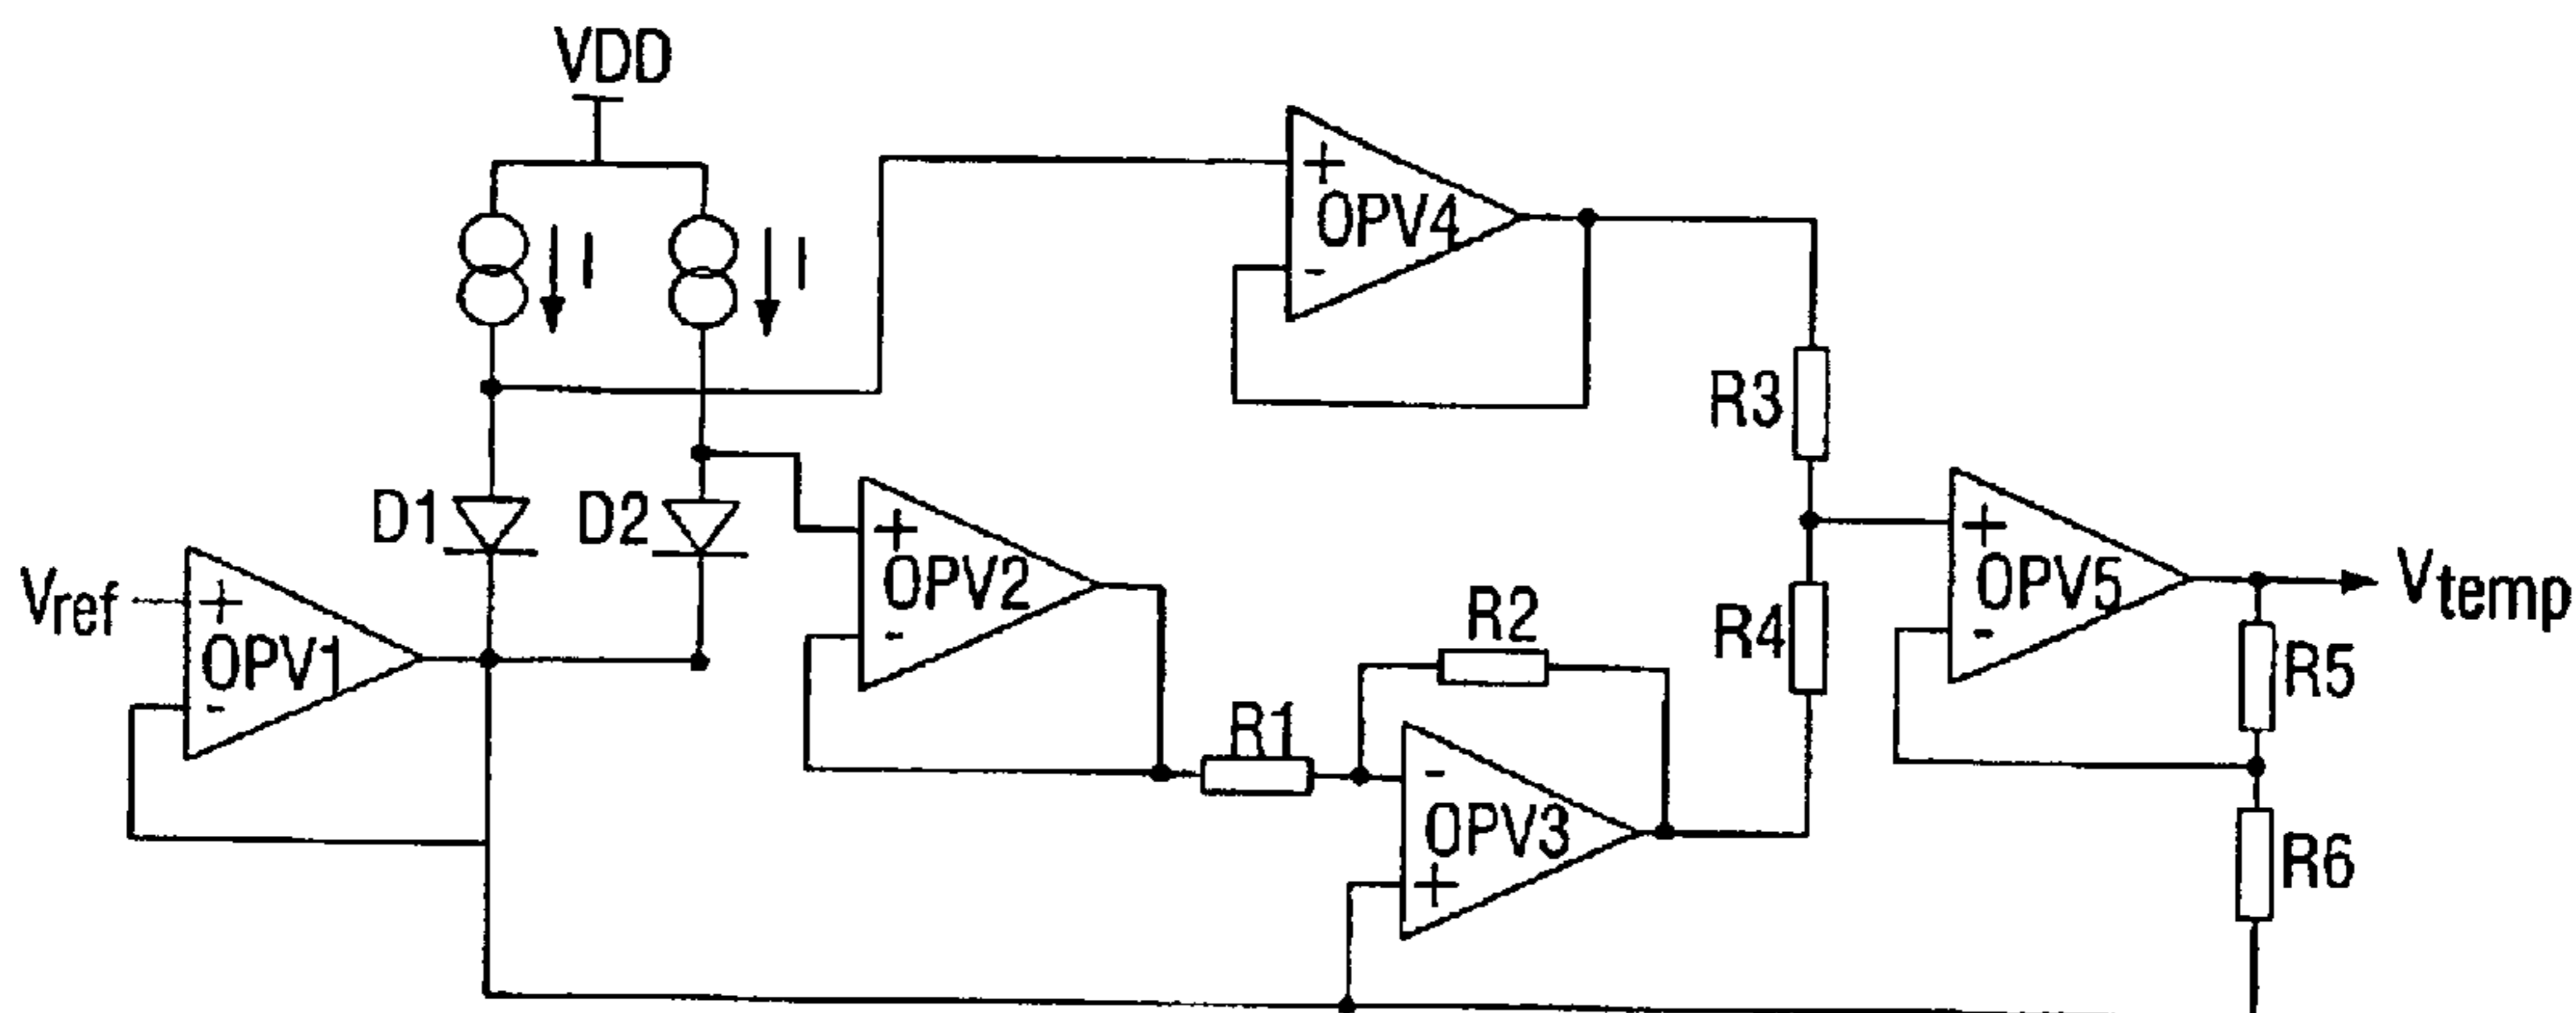 VDD
I
I
+
OPV4
-
R3
D1
D2
+
OPV2
-
+
OPV5
-
Vtemp
Vref
+
OPV1
-
R2
R4
R5
R1
-
OPV3
+
R6